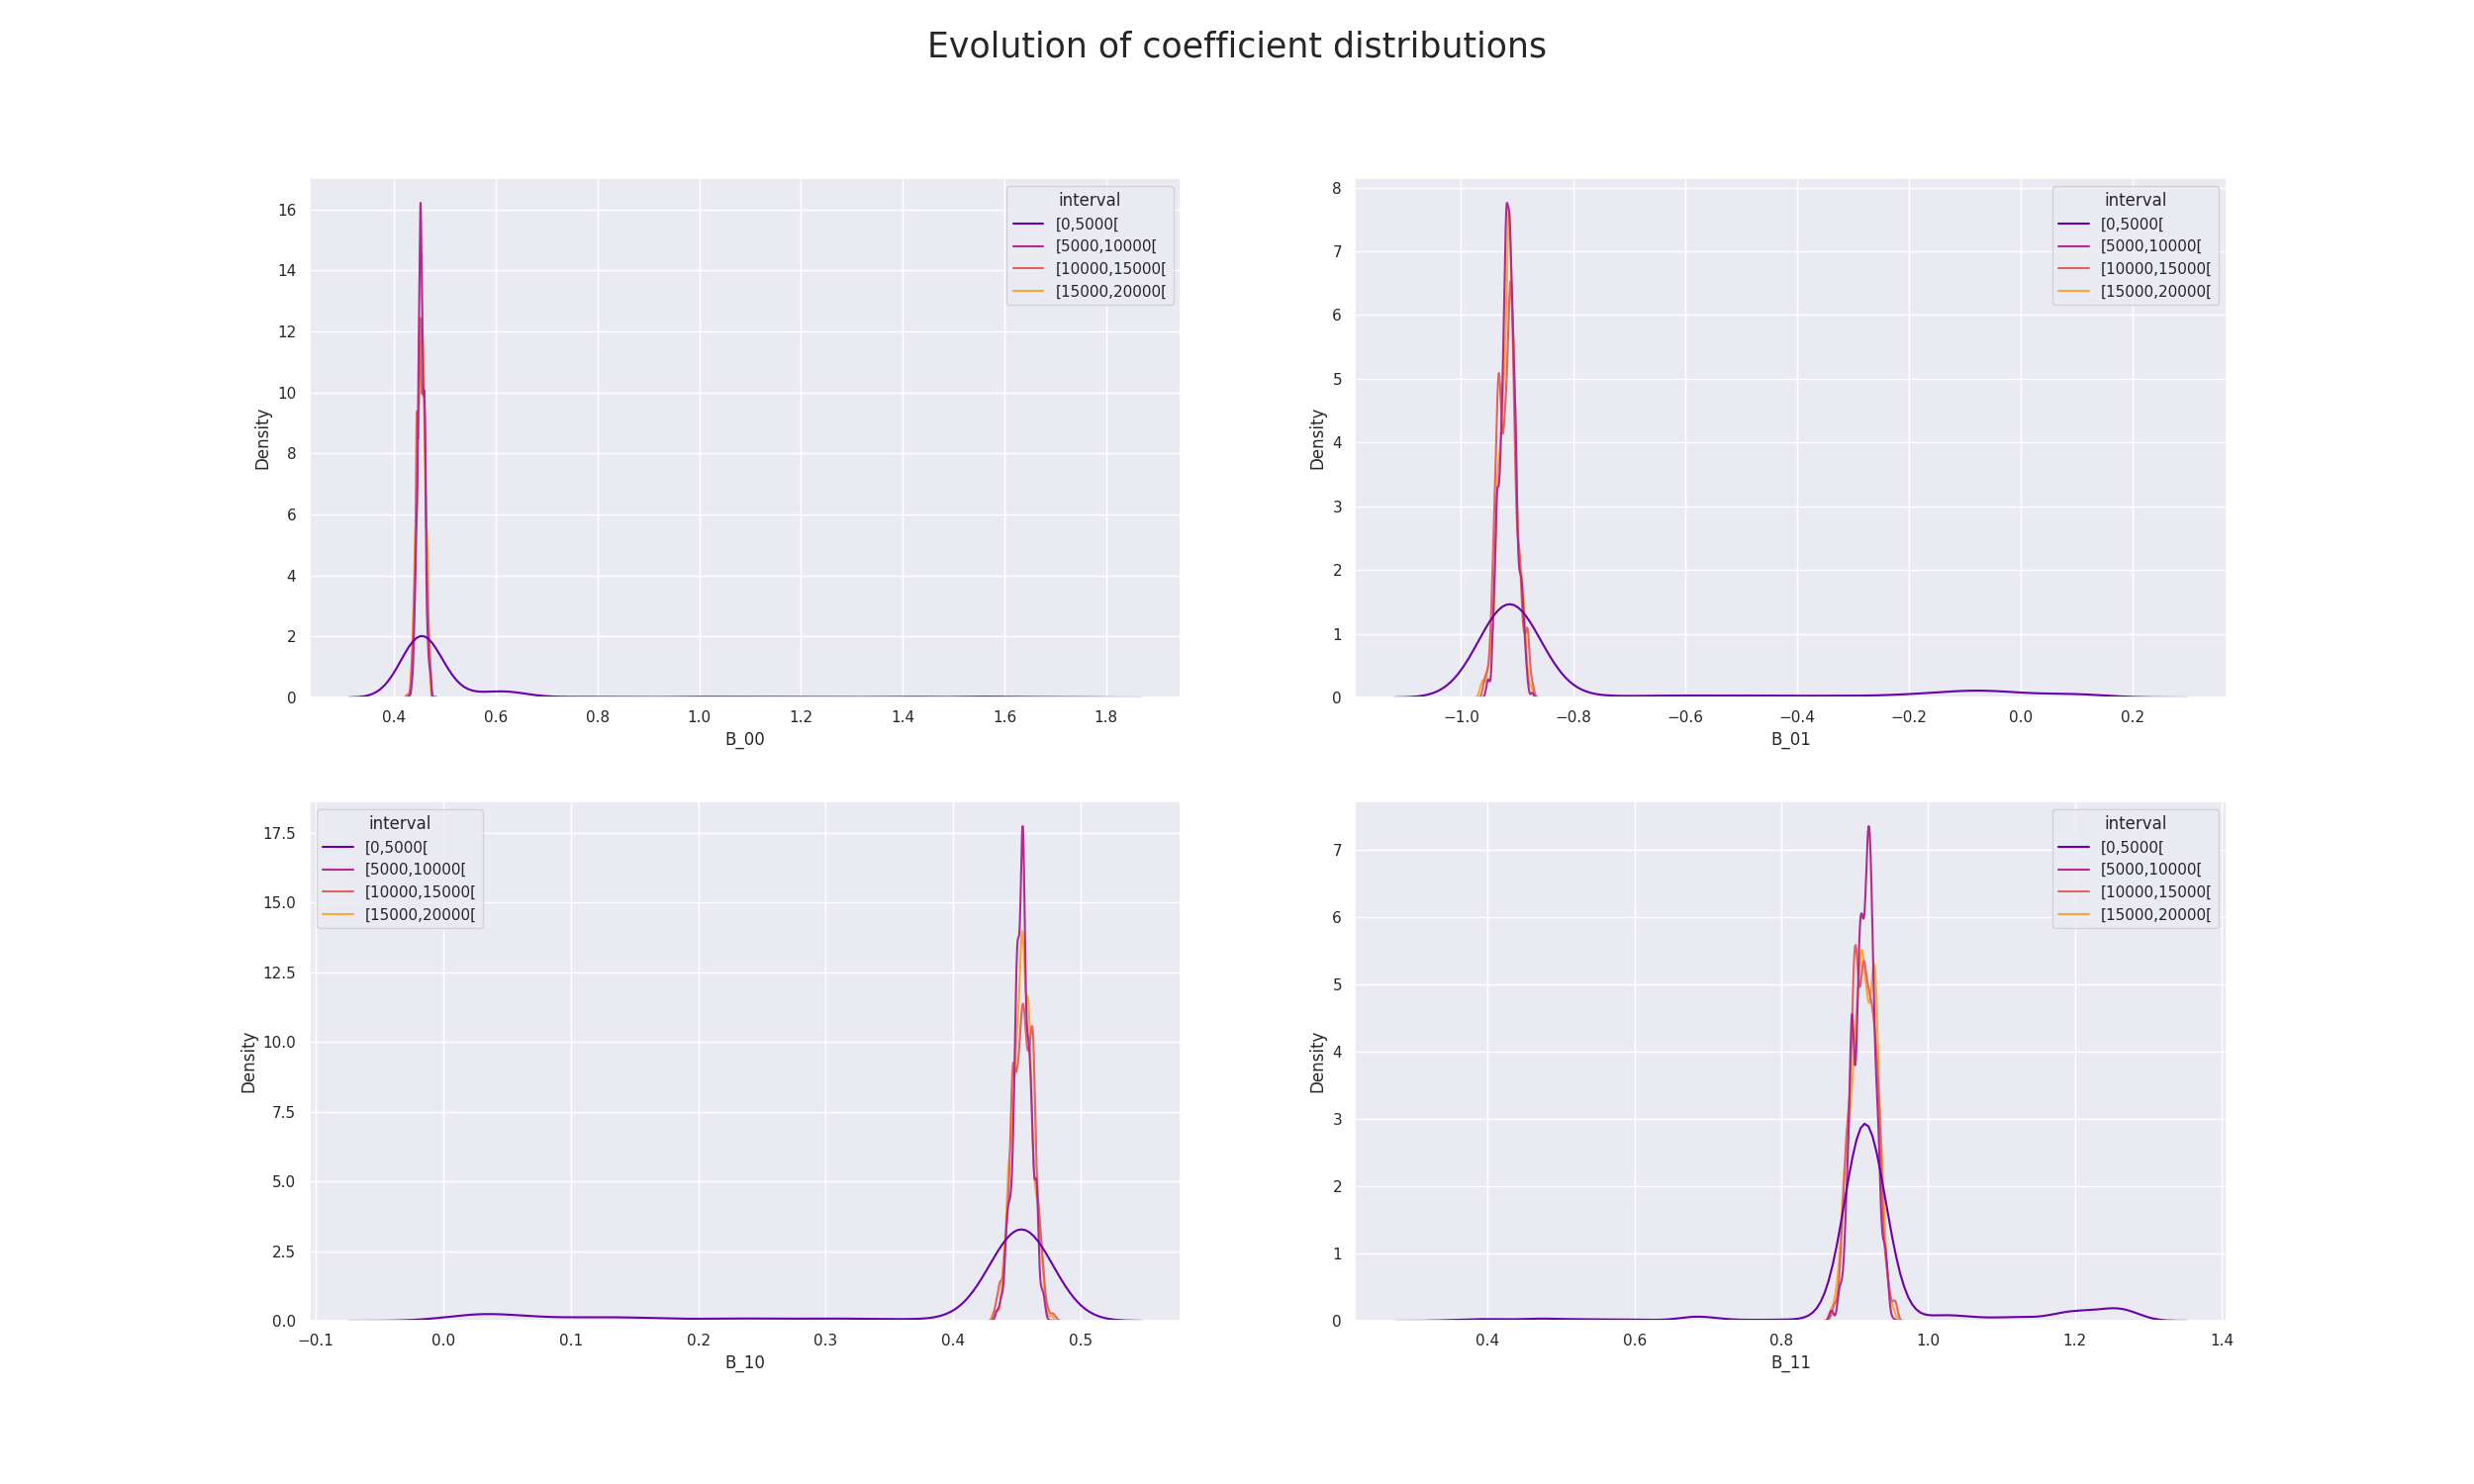 Evolution of coefficient distributions
interval
[0,5000[
[5000,10000[
[10000,15000[
[15000,20000[
16
14
12
10
8
6
4
2
0
Density
0.4 0.6 0.8 1.0 1.2 1.4 1.6 1.8
B_00
interval
[0,5000[
[5000,10000[
[10000,15000[
[15000,20000[
8
7
6
5
4
3
2
1
0
Density
−1.0 −0.8 −0.6 −0.4 −0.2 0.0 0.2
B_01
interval
[0,5000[
[5000,10000[
[10000,15000[
[15000,20000[
17.5
15.0
12.5
10.0
7.5
5.0
2.5
0.0
Density
−0.1 0.0 0.1 0.2 0.3 0.4 0.5
B_10
interval
[0,5000[
[5000,10000[
[10000,15000[
[15000,20000[
7
6
5
4
3
2
1
0
Density
0.4 0.6 0.8 1.0 1.2 1.4
B_11